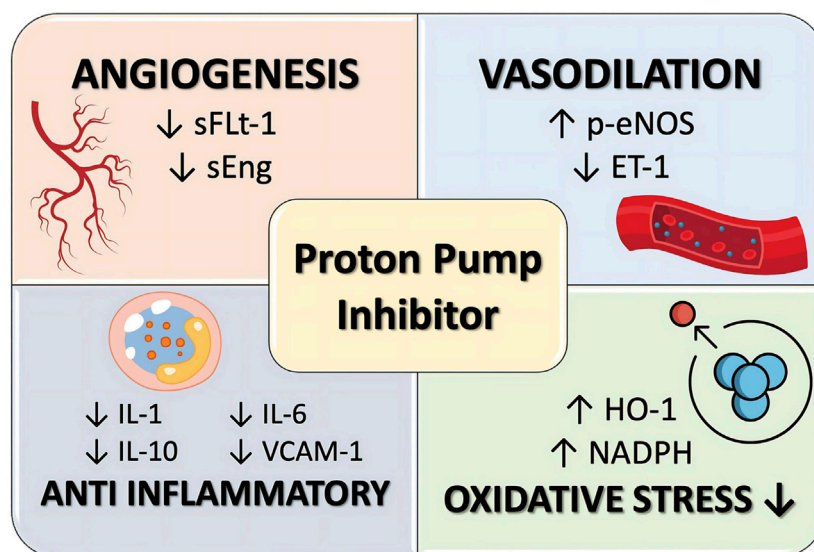 ANGIOGENESIS
↓ sFLt-1
↓ sEng
VASODILATION
↑ p-eNOS
↓ ET-1
Proton Pump
Inhibitor
↓ IL-1 ↓ IL-6
↓ IL-10 ↓ VCAM-1
ANTI INFLAMMATORY
↑ HO-1
↑ NADPH
OXIDATIVE STRESS ↓